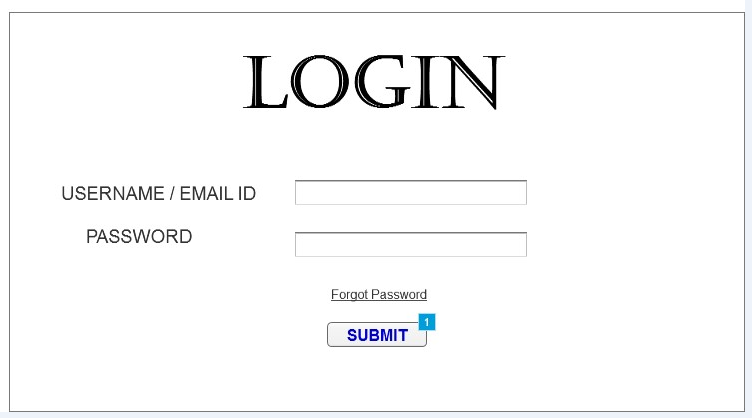 LOGIN
USERNAME / EMAIL ID
PASSWORD
Forgot Password
1
SUBMIT